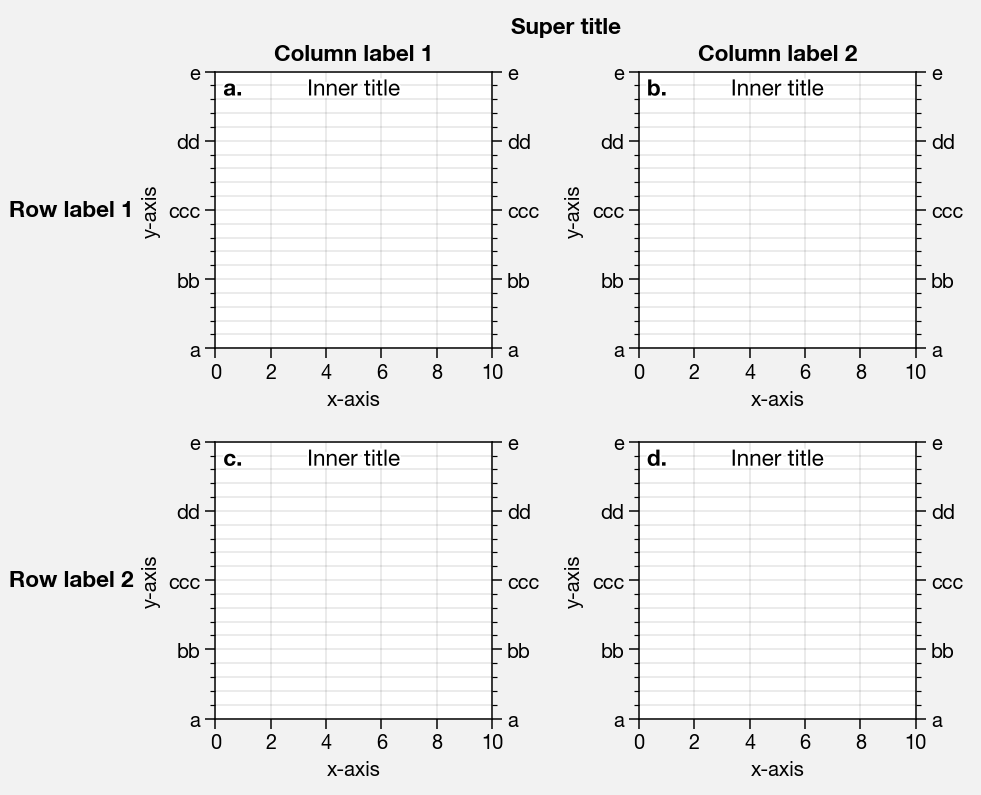 Super title
Column label 1 Column label 2
e a. Inner title e e b. Inner title e
dd dd dd dd
Row label 1 y-axis ccc ccc y-axis ccc ccc
bb bb bb bb
a a a a
0 2 4 6 8 10 0 2 4 6 8 10
x-axis x-axis
e c. Inner title e e d. Inner title e
dd dd dd dd
Row label 2 y-axis ccc ccc y-axis ccc ccc
bb bb bb bb
a a a a
0 2 4 6 8 10 0 2 4 6 8 10
x-axis x-axis